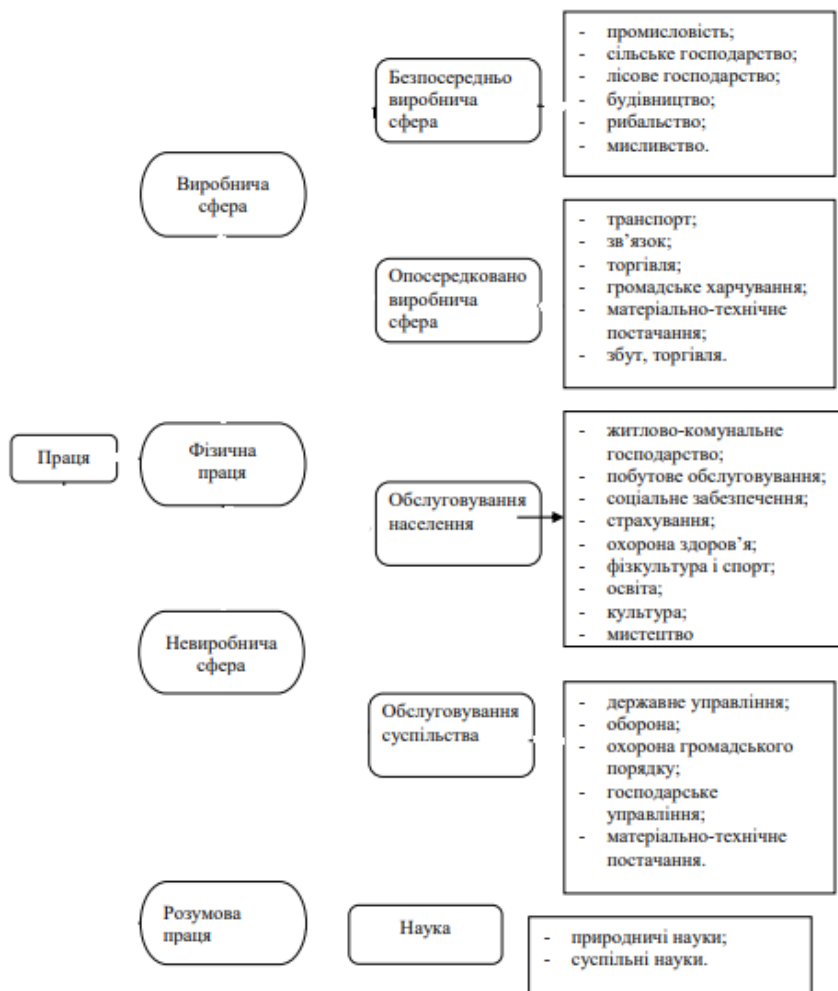 Праця
Виробнича
сфера
Безпосередньо
виробнича
сфера
- промисловість;
- сільське господарство;
- лісове господарство;
- будівництво;
- рибальство;
- мисливство.
Опосередковано
виробнича
сфера
- транспорт;
- зв’язок;
- торгівля;
- громадське харчування;
- матеріально-технічне
постачання;
- збут, торгівля.
Фізична
праця
Обслуговування
населення
- житлово-комунальне
господарство;
- побутове обслуговування;
- соціальне забезпечення;
- страхування;
- охорона здоров’я;
- фізкультура і спорт;
- освіта;
- культура;
- мистецтво
Невиробнича
сфера
Обслуговування
суспільства
- державне управління;
- оборона;
- охорона громадського
порядку;
- господарське
управління;
- матеріально-технічне
постачання.
Розумова
праця
Наука
- природничі науки;
- суспільні науки.